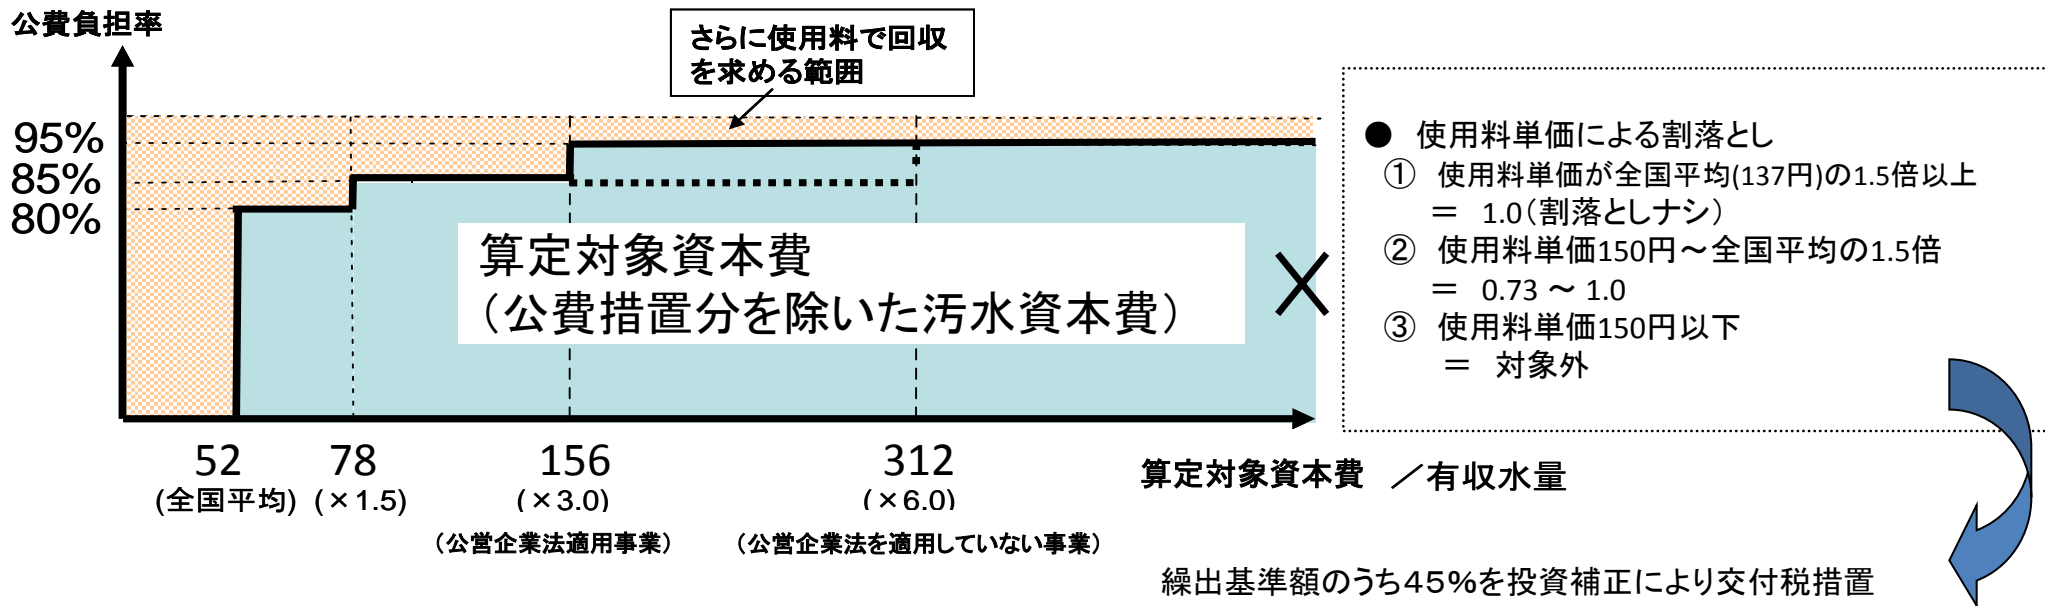 公費負担率
さらに使用料で回収
を求める範囲
95%
85%
80%
算定対象資本費
（公費措置分を除いた汚水資本費）
● 使用料単価による割落とし
① 使用料単価が全国平均(137円)の1.5倍以上
＝ 1.0（割落としナシ）
② 使用料単価150円～全国平均の1.5倍
＝ 0.73 ～ 1.0
③ 使用料単価150円以下
＝ 対象外
52 78 156 312
(全国平均) (×1.5) (×3.0) (×6.0)
算定対象資本費 ／有収水量
（公営企業法適用事業） （公営企業法を適用していない事業）
繰出基準額のうち４５％を投資補正により交付税措置